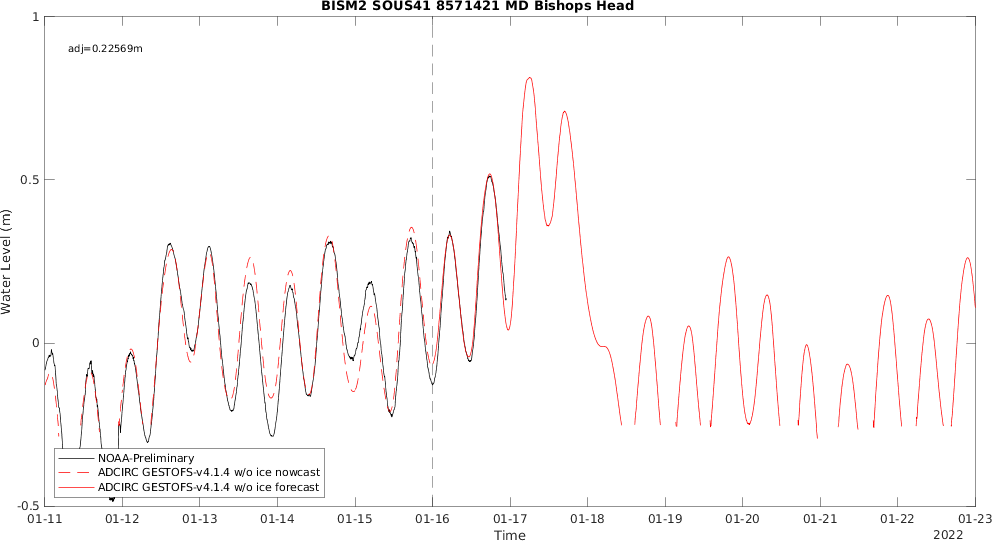 BISM2 SOUS41 8571421 MD Bishops Head
adj=0.22569m
1
0.5
0
-0.5
Water Level (m)
NOAA-Preliminary
ADCIRC GESTOFS-v4.1.4 w/o ice nowcast
ADCIRC GESTOFS-v4.1.4 w/o ice forecast
01-11 01-12 01-13 01-14 01-15 01-16 01-17 01-18 01-19 01-20 01-21 01-22 01-23
Time
2022